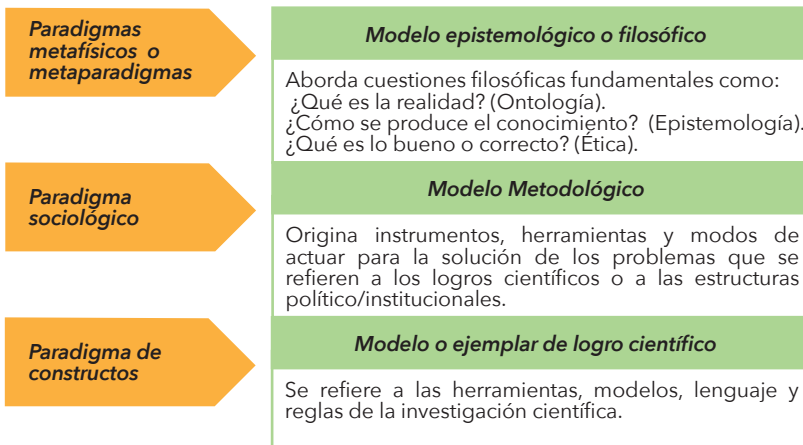 Paradigmas
metafísicos o
metaparadigmas
Modelo epistemológico o filosófico
Aborda cuestiones filosóficas fundamentales como:
¿Qué es la realidad? (Ontología).
¿Cómo se produce el conocimiento? (Epistemología).
¿Qué es lo bueno o correcto? (Ética).
Paradigma
sociológico
Modelo Metodológico
Origina instrumentos, herramientas y modos de
actuar para la solución de los problemas que se
refieren a los logros científicos o a las estructuras
político/institucionales.
Paradigma de
constructos
Modelo o ejemplar de logro científico
Se refiere a las herramientas, modelos, lenguaje y
reglas de la investigación científica.